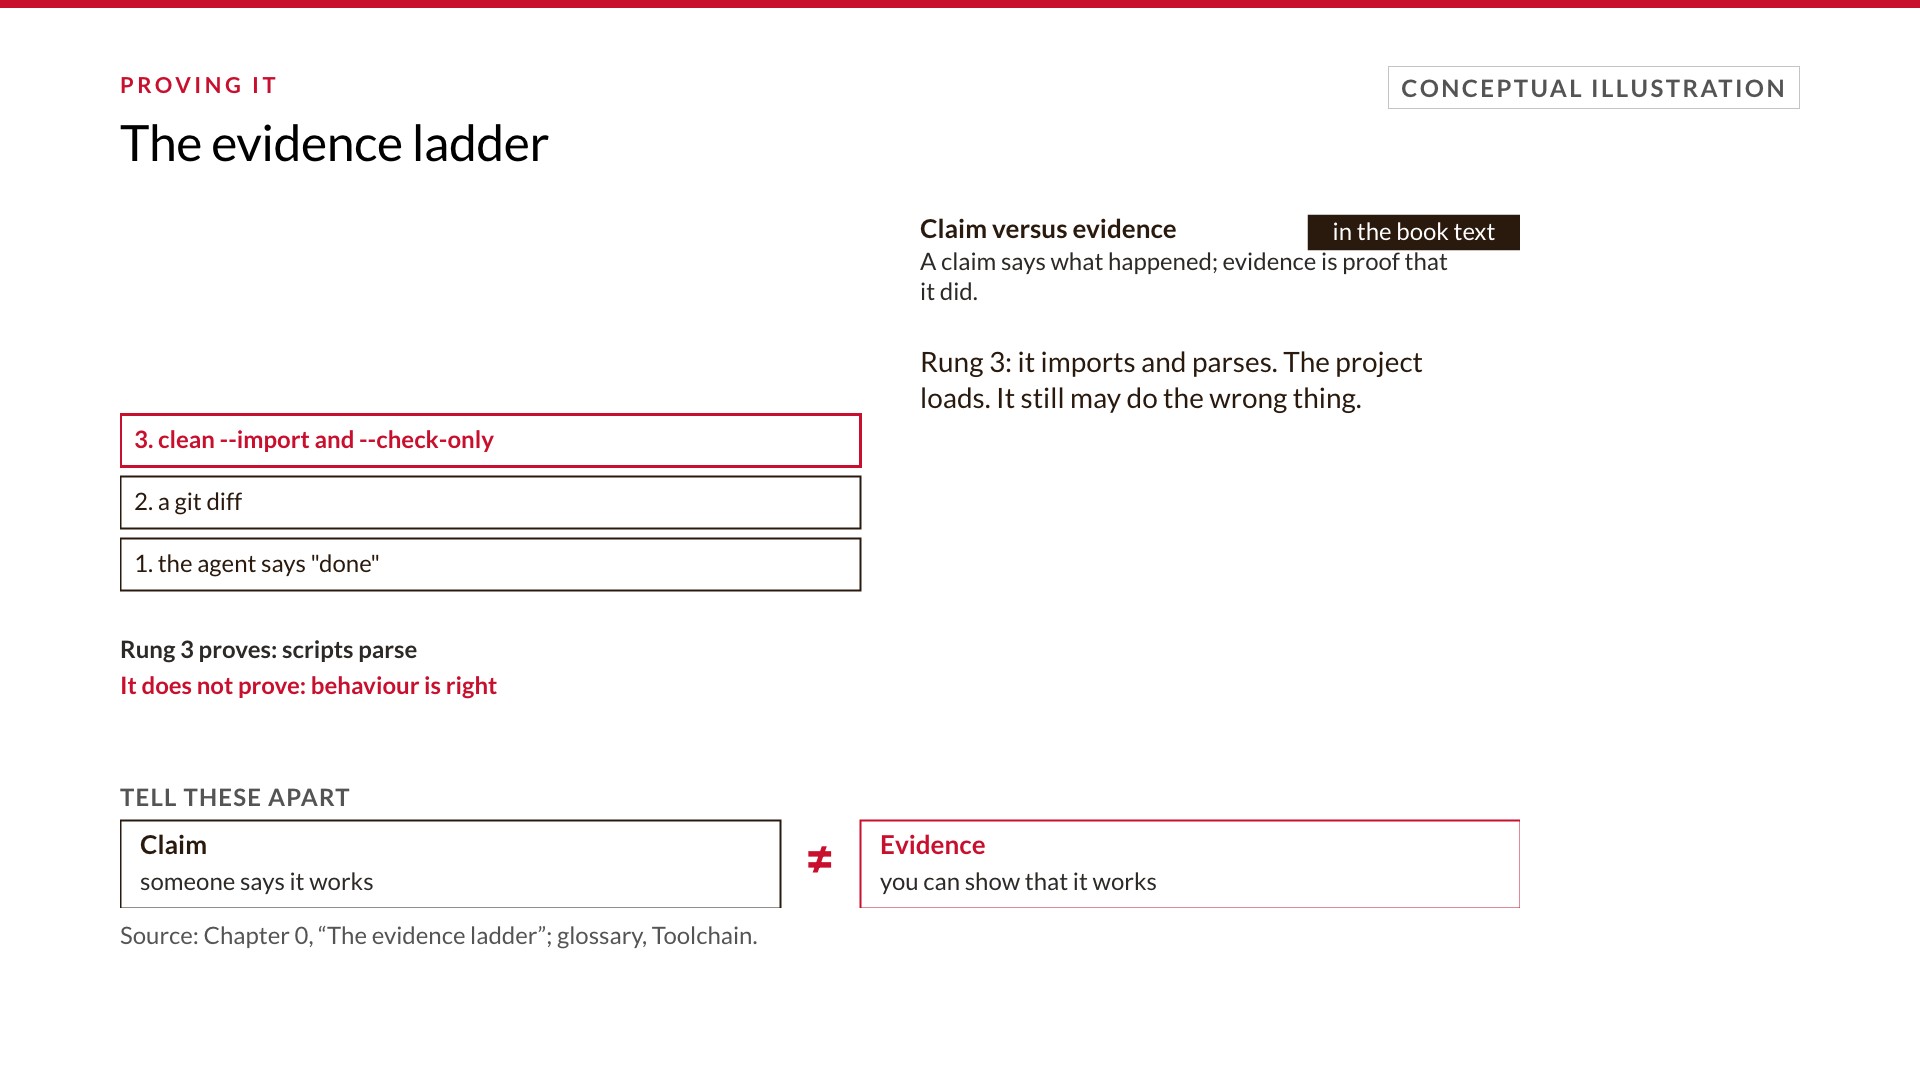 PROVING IT
CONCEPTUAL ILLUSTRATION
The evidence ladder
Claim versus evidence
in the book text
A claim says what happened; evidence is proof that
it did.
Rung 3: it imports and parses. The project
loads. It still may do the wrong thing.
3. clean --import and --check-only
2. a git diff
1. the agent says "done"
Rung 3 proves: scripts parse
It does not prove: behaviour is right
TELL THESE APART
Claim
someone says it works
≠
Evidence
you can show that it works
Source: Chapter 0, “The evidence ladder”; glossary, Toolchain.